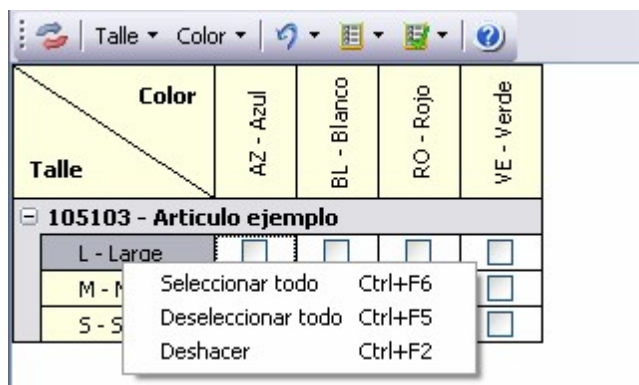 Talle Color
Color
Talle
AZ - Azul
BL - Blanco
RO - Rojo
VE - Verde
105103 - Articulo ejemplo
L - Large
M -
S - S
Seleccionar todo Ctrl+F6
Deseleccionar todo Ctrl+F5
Deshacer Ctrl+F2